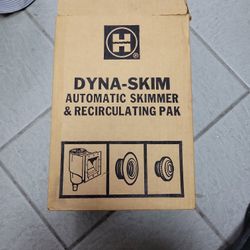 H
®
DYNA-SKIM
AUTOMATIC SKIMMER
& RECIRCULATING PAK